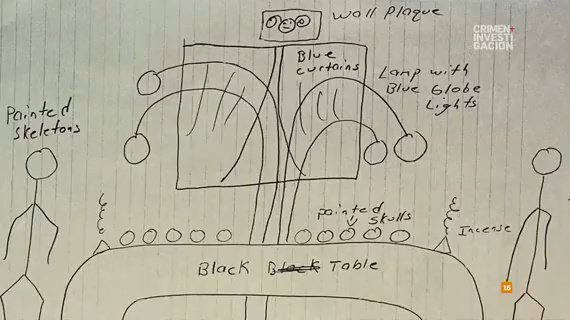 Wall Plaque
CRIMEN+
INVESTI
GACIÓN
Blue
curtains
Lamp with
Blue Globe
Lights
Painted
skeletons
painted
skulls
Incense
Black Black Table
16